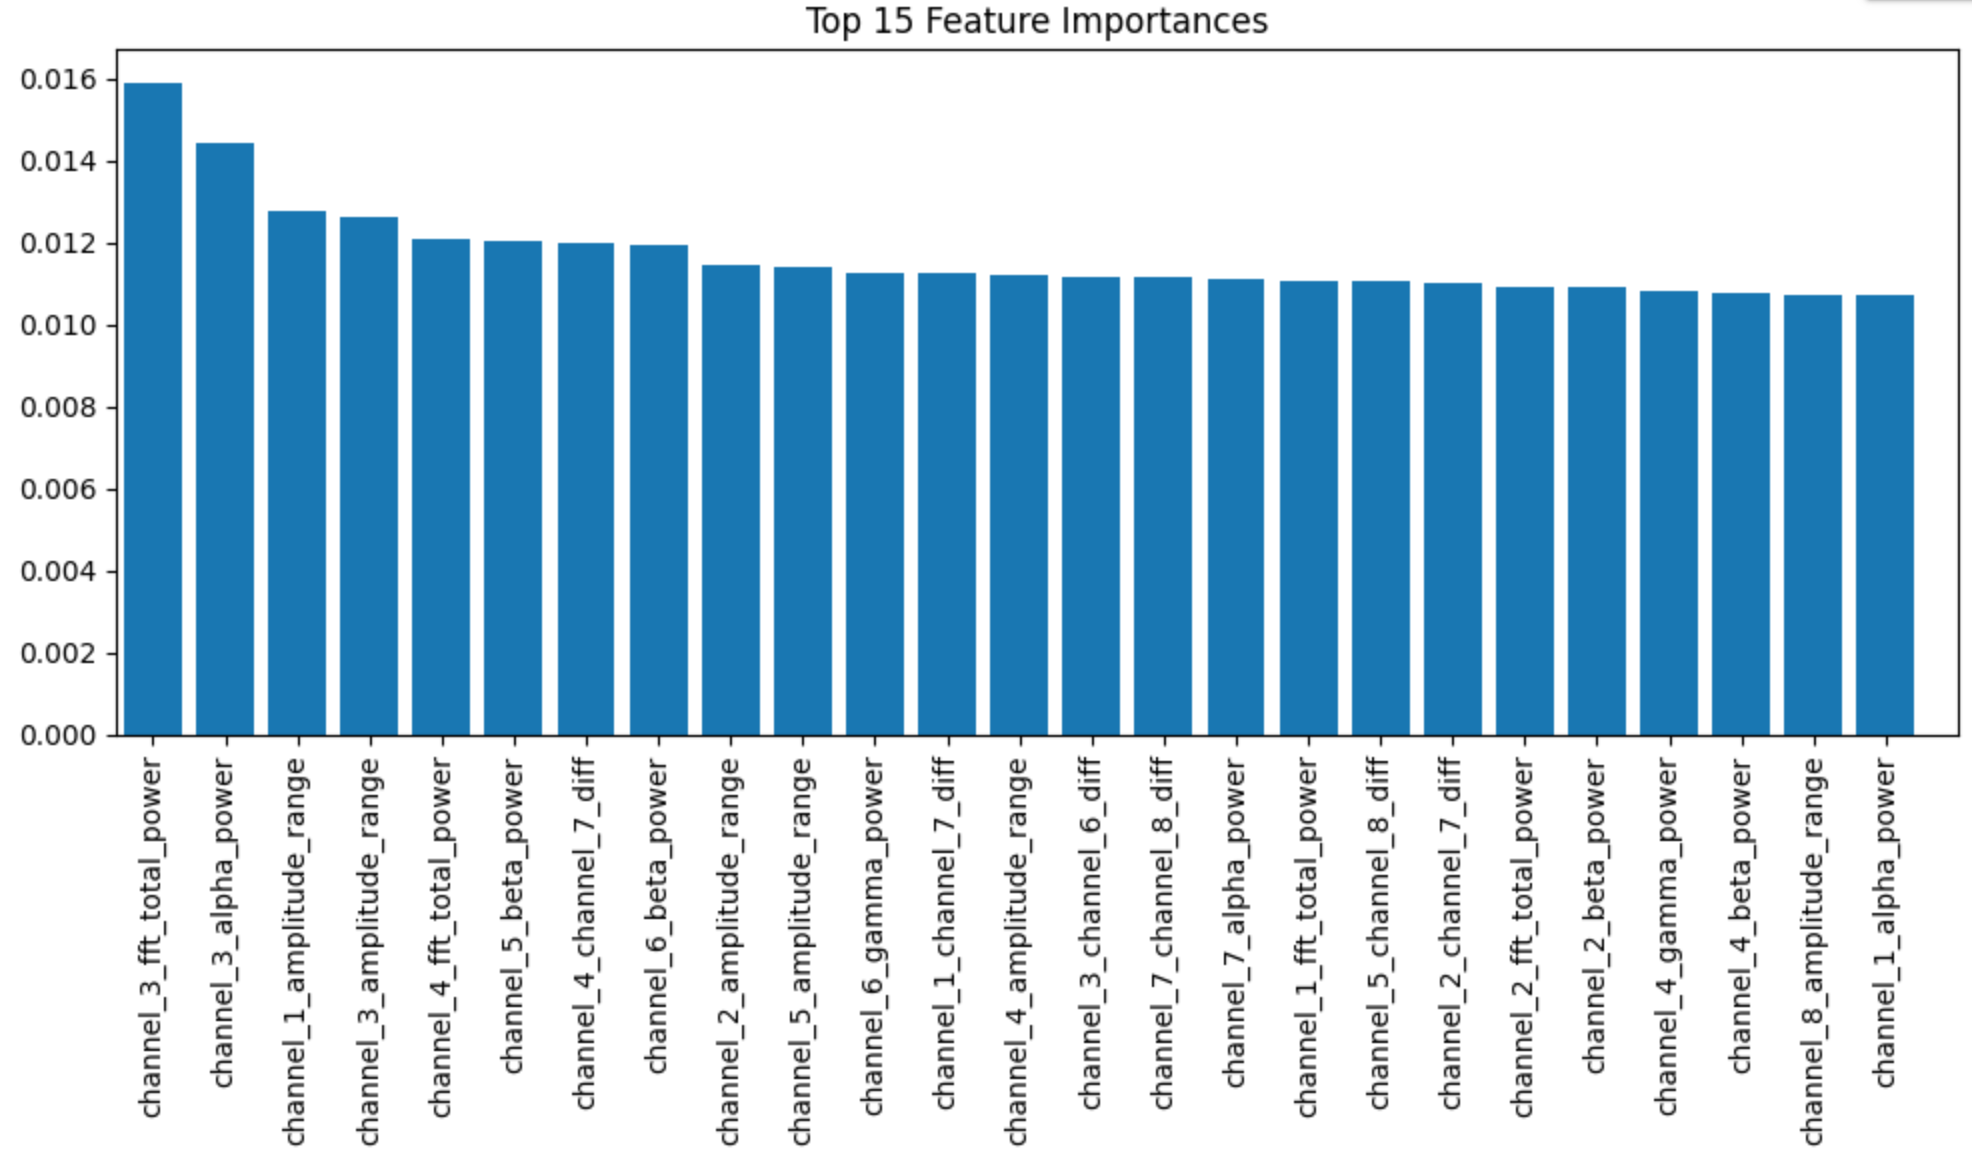 Top 15 Feature Importances
0.016
0.014
0.012
0.010
0.008
0.006
0.004
0.002
0.000
channel_3_fft_total_power
channel_3_alpha_power
channel_1_amplitude_range
channel_3_amplitude_range
channel_4_fft_total_power
channel_5_beta_power
channel_4_channel_7_diff
channel_6_beta_power
channel_2_amplitude_range
channel_5_amplitude_range
channel_6_gamma_power
channel_1_channel_7_diff
channel_4_amplitude_range
channel_3_channel_6_diff
channel_7_channel_8_diff
channel_7_alpha_power
channel_1_fft_total_power
channel_5_channel_8_diff
channel_2_channel_7_diff
channel_2_fft_total_power
channel_2_beta_power
channel_4_gamma_power
channel_4_beta_power
channel_8_amplitude_range
channel_1_alpha_power